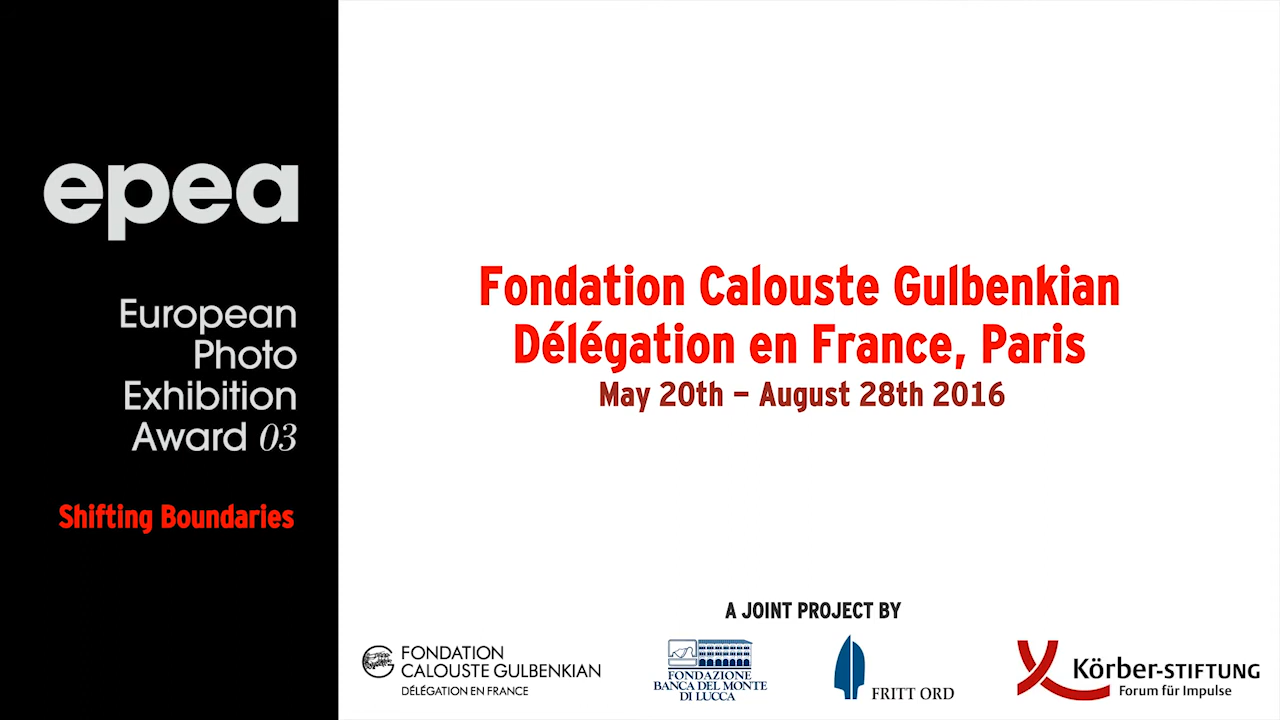 epea
European
Photo
Exhibition
Award 03
Shifting Boundaries
Fondation Calouste Gulbenkian
Délégation en France, Paris
May 20th – August 28th 2016
A JOINT PROJECT BY
FONDATION
CALOUSTE GULBENKIAN
DÉLÉGATION EN FRANCE
FONDAZIONE
BANCA DEL MONTE
DI LUCCA
FRITT ORD
Körber-STIFTUNG
Forum für Impulse